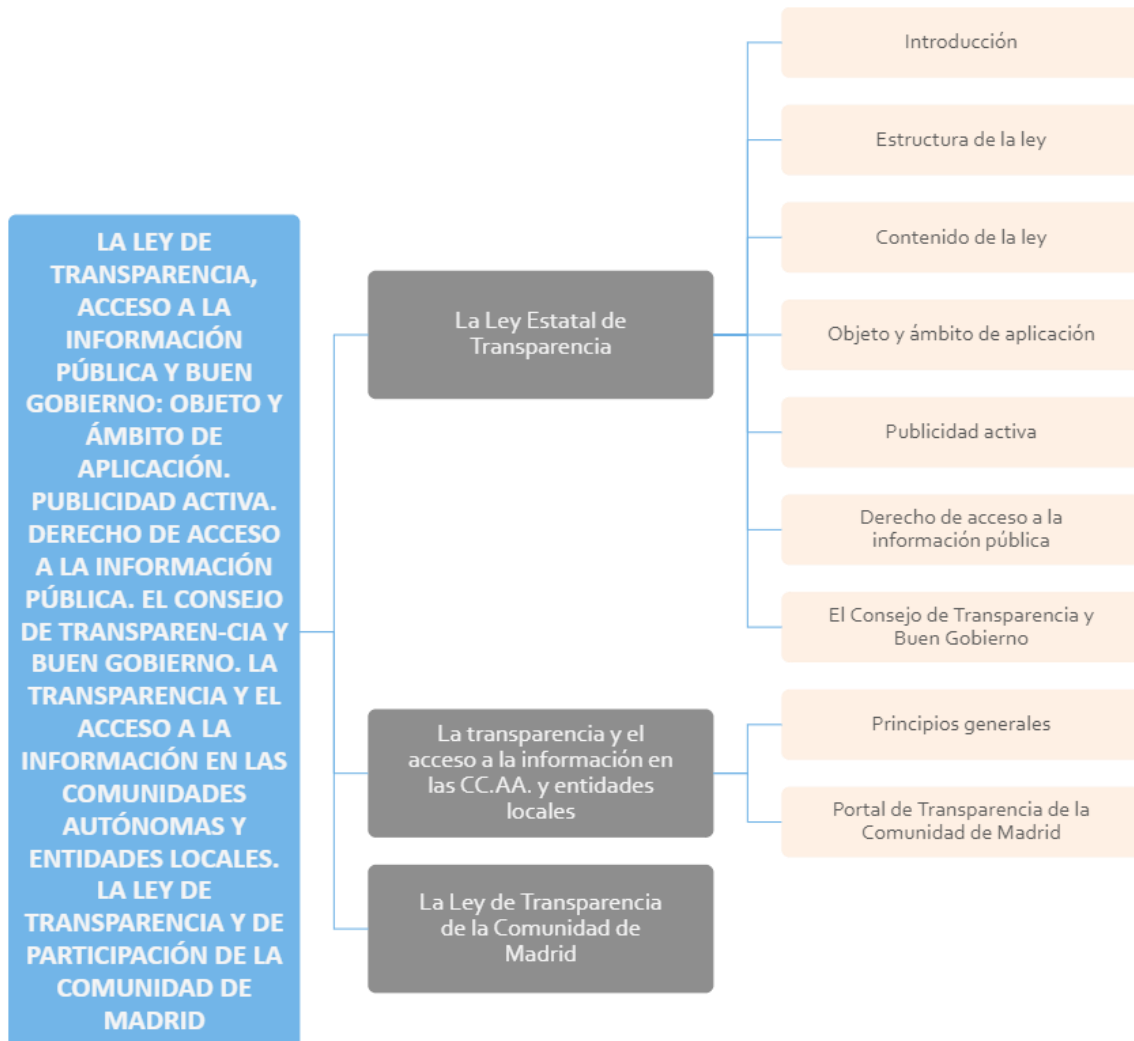 LA LEY DE
TRANSPARENCIA,
ACCESO A LA
INFORMACIÓN
PÚBLICA Y BUEN
GOBIERNO: OBJETO Y
ÁMBITO DE
APLICACIÓN.
PUBLICIDAD ACTIVA.
DERECHO DE ACCESO
A LA INFORMACIÓN
PÚBLICA. EL CONSEJO
DE TRANSPAREN-CIA Y
BUEN GOBIERNO. LA
TRANSPARENCIA Y EL
ACCESO A LA
INFORMACIÓN EN LAS
COMUNIDADES
AUTÓNOMAS Y
ENTIDADES LOCALES.
LA LEY DE
TRANSPARENCIA Y DE
PARTICIPACIÓN DE LA
COMUNIDAD DE
MADRID
La Ley Estatal de
Transparencia
Introducción
Estructura de la ley
Contenido de la ley
Objeto y ámbito de aplicación
Publicidad activa
Derecho de acceso a la
información pública
El Consejo de Transparencia y
Buen Gobierno
La transparencia y el
acceso a la información en
las CC.AA. y entidades
locales
Principios generales
Portal de Transparencia de la
Comunidad de Madrid
La Ley de Transparencia
de la Comunidad de
Madrid